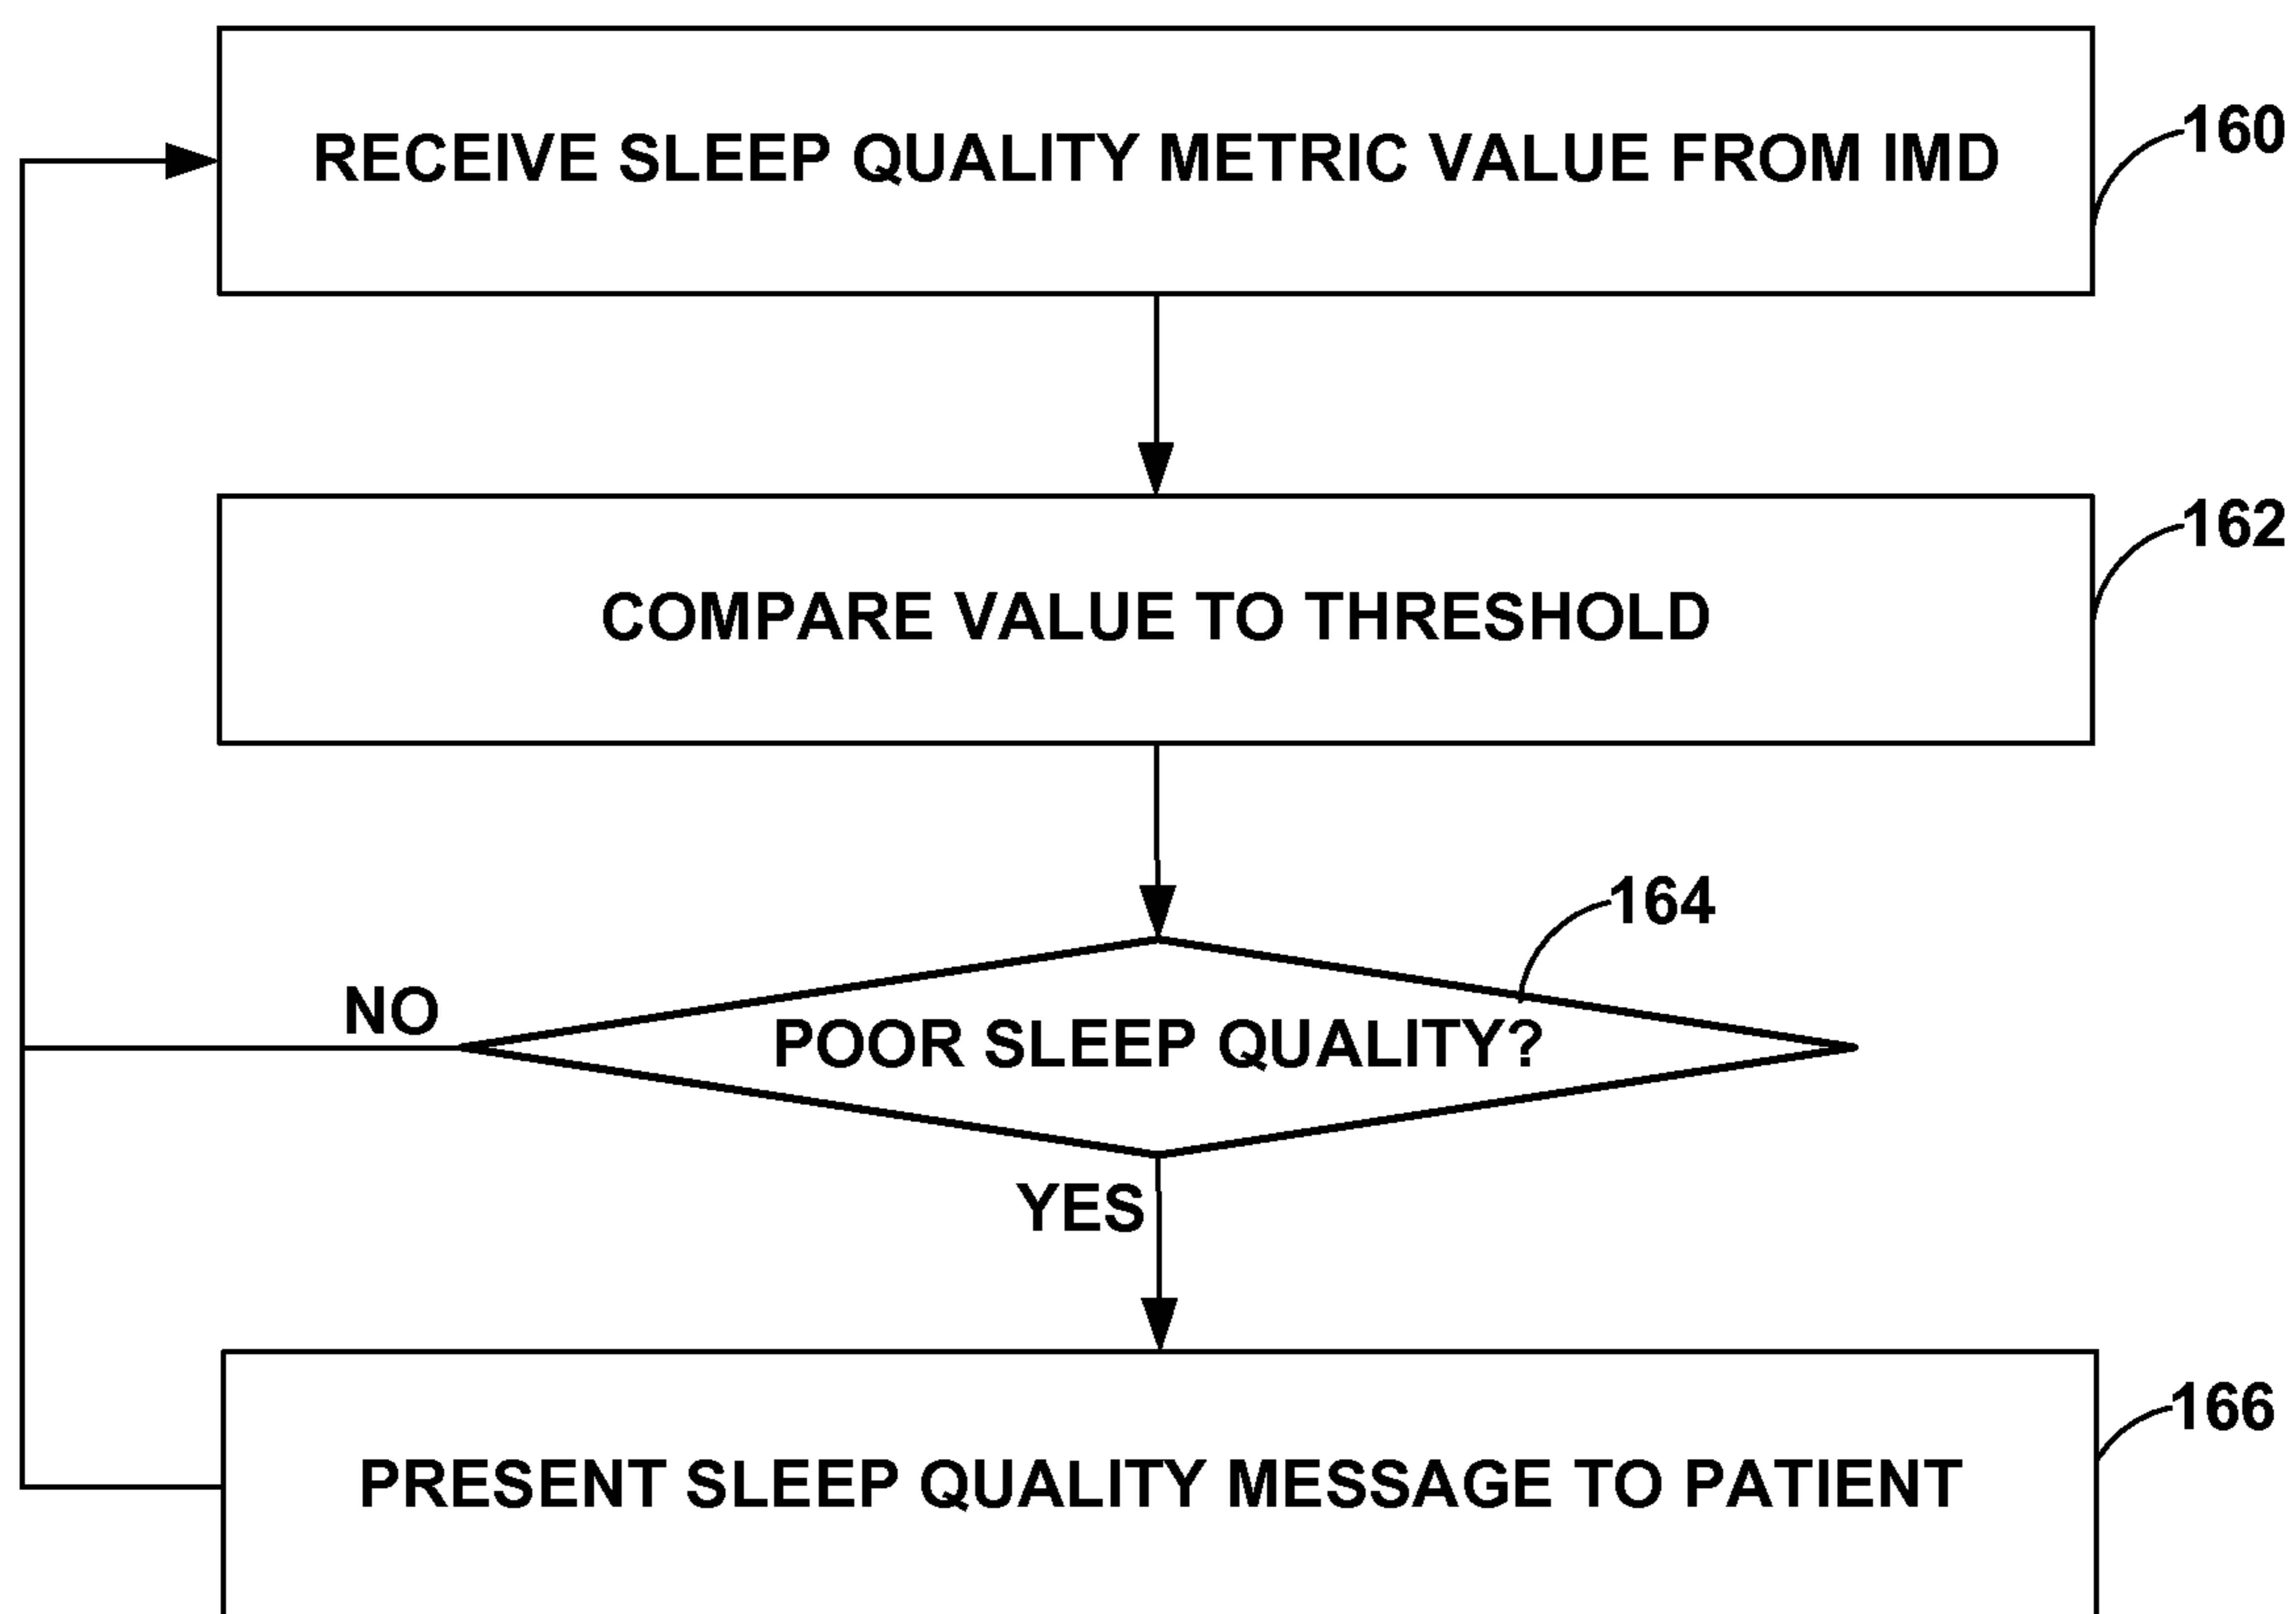 RECEIVE SLEEP QUALITY METRIC VALUE FROM IMD
160
COMPARE VALUE TO THRESHOLD
162
164
NO
POOR SLEEP QUALITY?
YES
PRESENT SLEEP QUALITY MESSAGE TO PATIENT
166